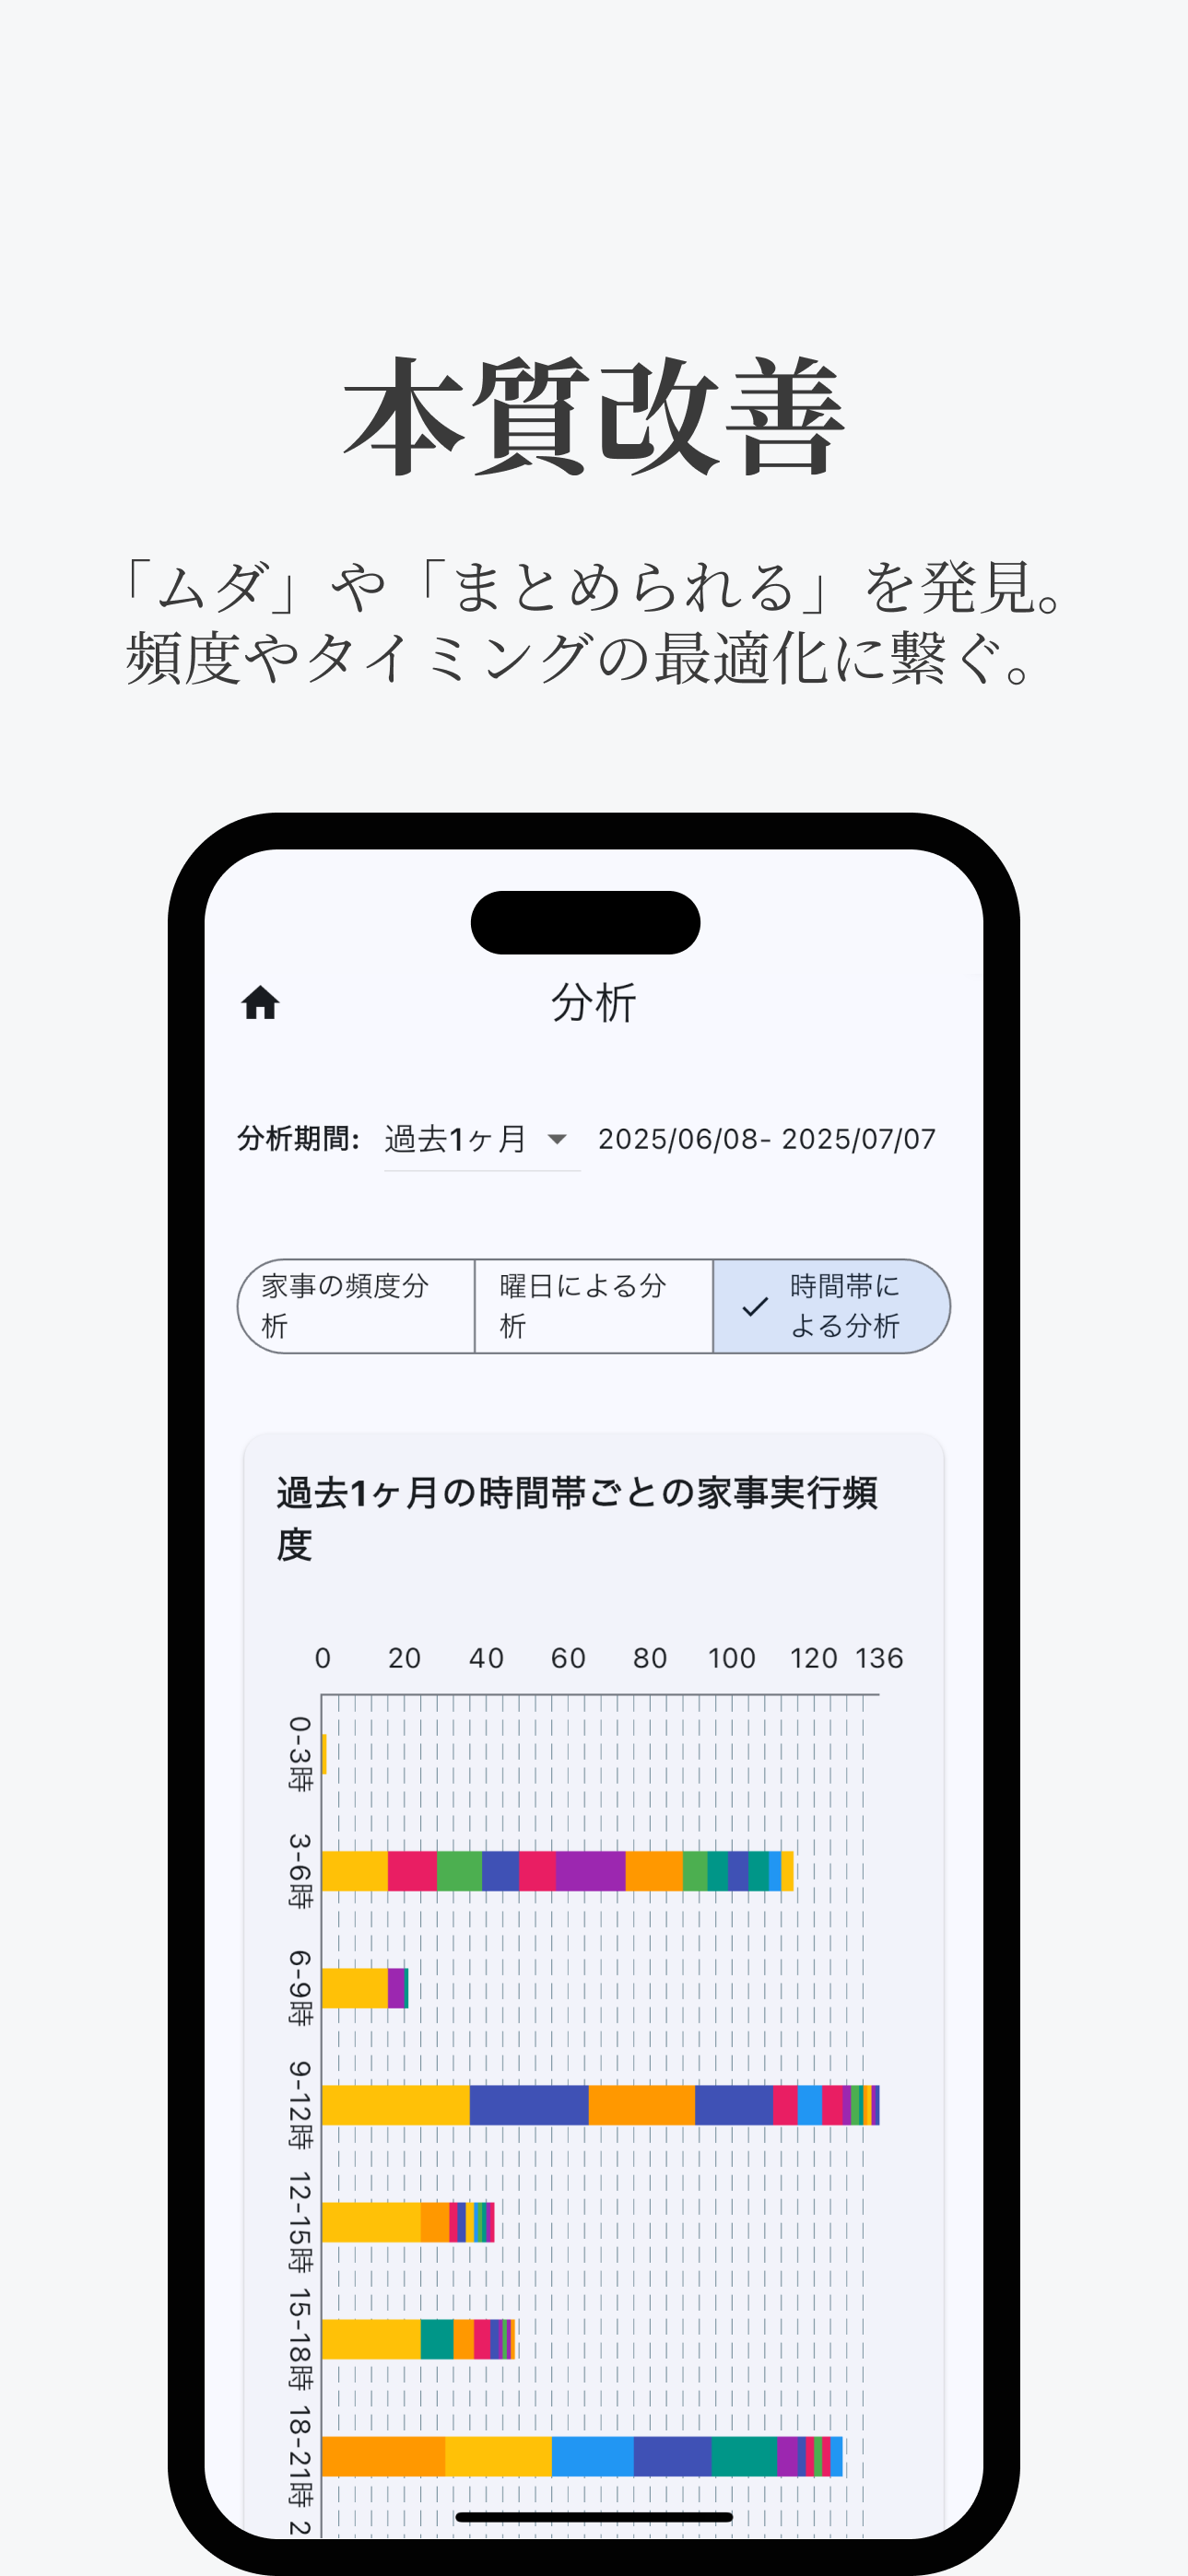 本質改善
「ムダ」や「まとめられる」を発見。
頻度やタイミングの最適化に繋ぐ。
分析
分析期間: 過去1ヶ月 2025/06/08- 2025/07/07
家事の頻度分
析
曜日による分
析
時間帯に
よる分析
過去1ヶ月の時間帯ごとの家事実行頻
度
0 20 40 60 80 100 120 136
0-3時
3-6時
6-9時
9-12時
12-15時
15-18時
18-21時
2